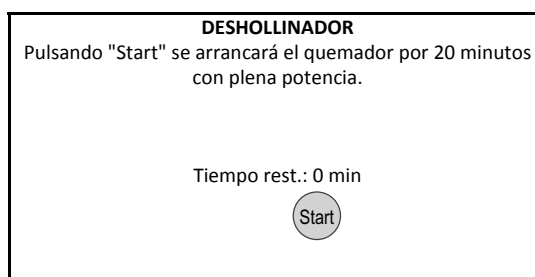 DESHOLLINADOR
Pulsando "Start" se arrancará el quemador por 20 minutos
con plena potencia.
Tiempo rest.: 0 min
Start